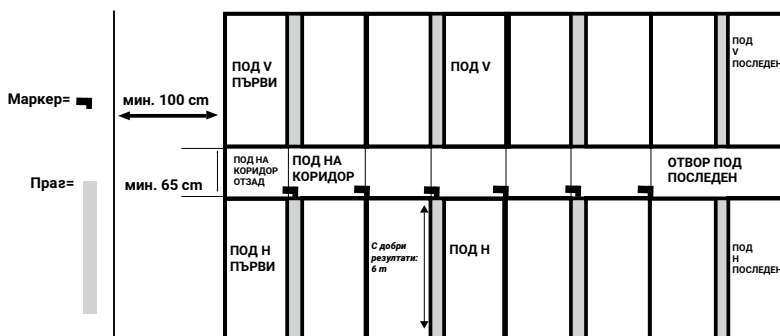 ПОД V
ПЪРВИ
ПОД V
ПОД
V
ПОСЛЕДЕН
Маркер=
мин. 100 cm
ПОД НА
КОРИДОР
ОТЗАД
ПОД НА
КОРИДОР
ОТВОР ПОД
ПОСЛЕДЕН
Праг=
мин. 65 cm
ПОД H
ПЪРВИ
С добри
резултати:
6 m
ПОД H
ПОД
H
ПОСЛЕДЕН